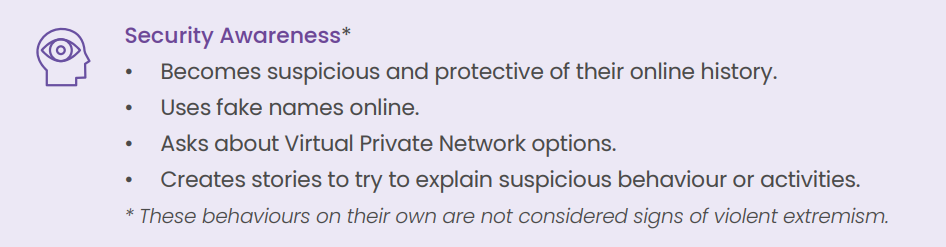 Security Awareness*
• Becomes suspicious and protective of their online history.
• Uses fake names online.
• Asks about Virtual Private Network options.
• Creates stories to try to explain suspicious behaviour or activities.
* These behaviours on their own are not considered signs of violent extremism.